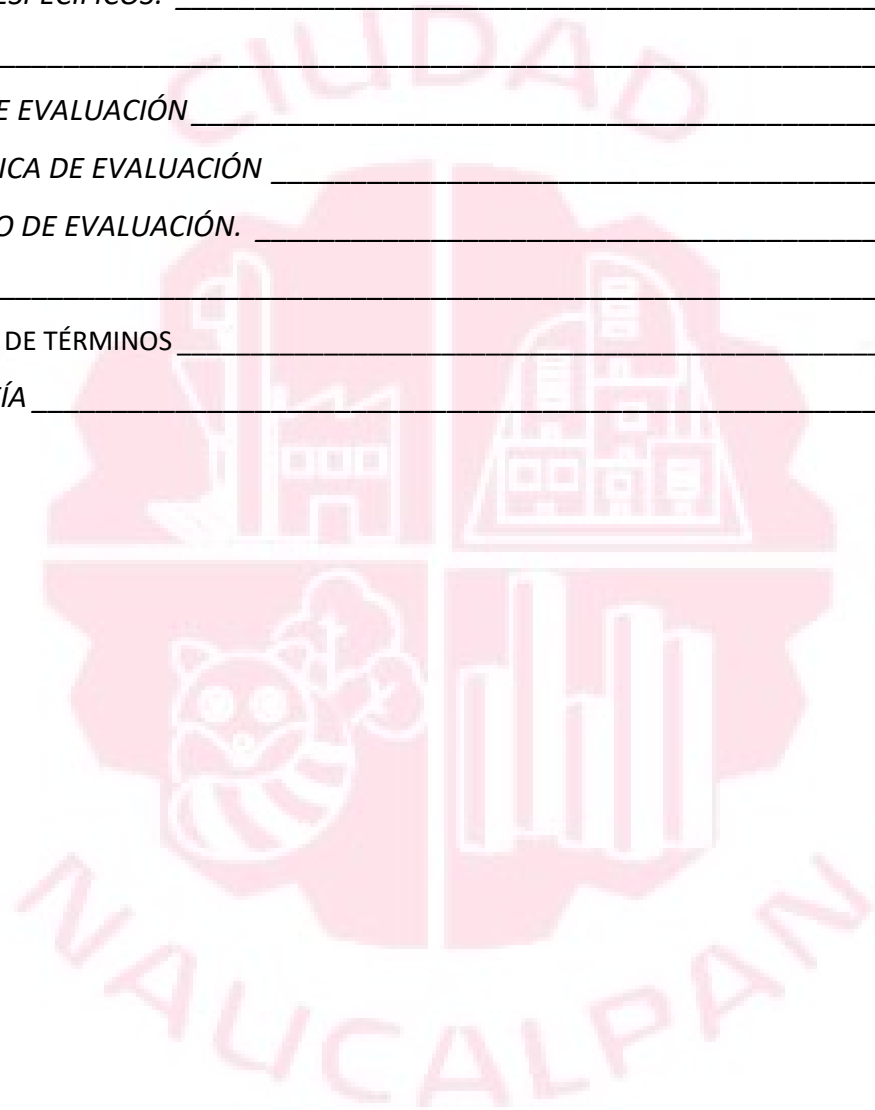 ESPECÍFICOS.
E EVALUACIÓN
ICA DE EVALUACIÓN
O DE EVALUACIÓN.
DE TÉRMINOS
ÍA
CIUDAD
NAUCALPAN